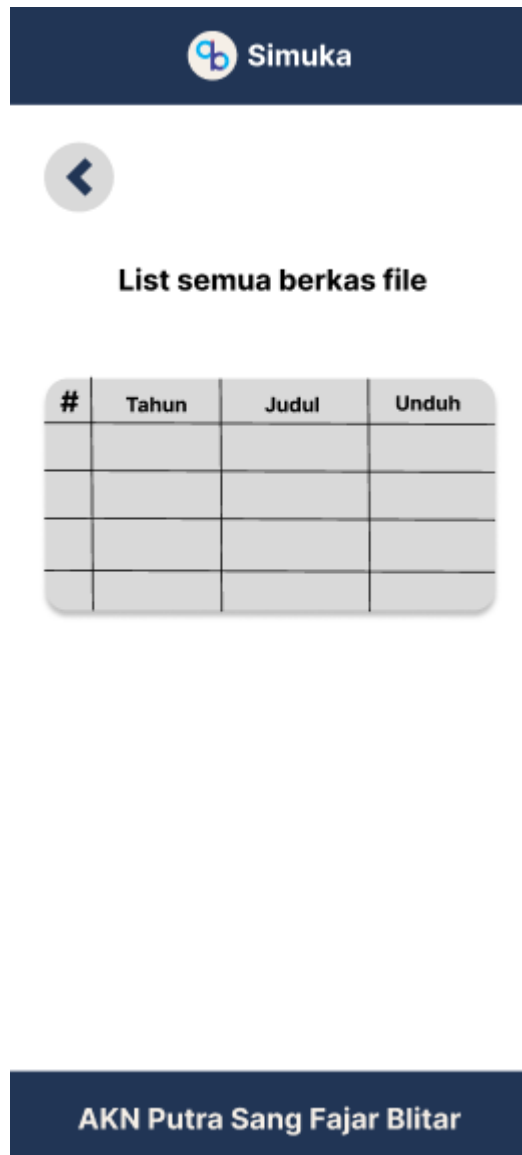 Simuka
List semua berkas file
# Tahun Judul Unduh
AKN Putra Sang Fajar Blitar